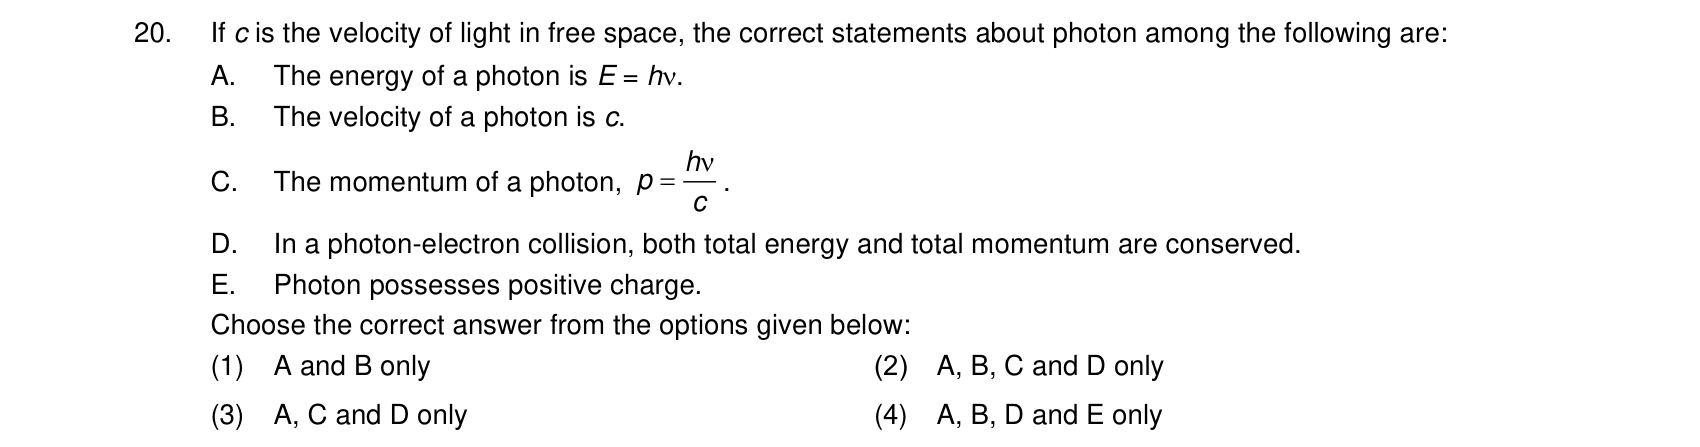 20. If c is the velocity of light in free space, the correct statements about photon among the following are:
A. The energy of a photon is E = hν.
B. The velocity of a photon is c.
C. The momentum of a photon, p = hν/c.
D. In a photon-electron collision, both total energy and total momentum are conserved.
E. Photon possesses positive charge.
Choose the correct answer from the options given below:
(1) A and B only (2) A, B, C and D only
(3) A, C and D only (4) A, B, D and E only